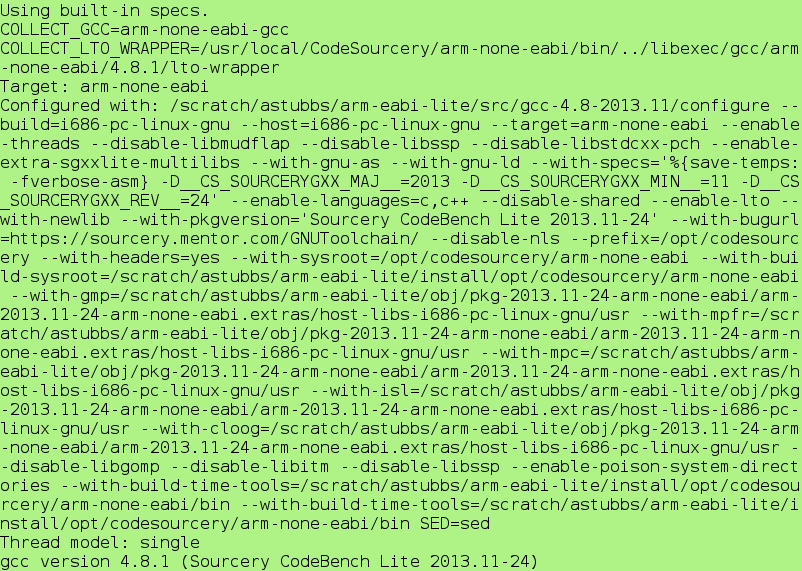 Using built-in specs.
COLLECT_GCC=arm-none-eabi-gcc
COLLECT_LTO_WRAPPER=/usr/local/CodeSourcery/arm-none-eabi/bin/../libexec/gcc/arm
-none-eabi/4.8.1/lto-wrapper
Target: arm-none-eabi
Configured with: /scratch/astubbs/arm-eabi-lite/src/gcc-4.8-2013.11/configure --
build=i686-pc-linux-gnu --host=i686-pc-linux-gnu --target=arm-none-eabi --enable
-threads --disable-libmudflap --disable-libssp --disable-libstdcxx-pch --enable-
extra-sgxxlite-multilibs --with-gnu-as --with-gnu-ld --with-specs='%{save-temps:
 -fverbose-asm} -D__CS_SOURCERYGXX_MAJ__=2013 -D__CS_SOURCERYGXX_MIN__=11 -D__CS
_SOURCERYGXX_REV__=24' --enable-languages=c,c++ --disable-shared --enable-lto --
with-newlib --with-pkgversion='Sourcery CodeBench Lite 2013.11-24' --with-bugurl
=https://sourcery.mentor.com/GNUToolchain/ --disable-nls --prefix=/opt/codesourc
ery --with-headers=yes --with-sysroot=/opt/codesourcery/arm-none-eabi --with-bui
ld-sysroot=/scratch/astubbs/arm-eabi-lite/install/opt/codesourcery/arm-none-eabi
 --with-gmp=/scratch/astubbs/arm-eabi-lite/obj/pkg-2013.11-24-arm-none-eabi/arm-
2013.11-24-arm-none-eabi.extras/host-libs-i686-pc-linux-gnu/usr --with-mpfr=/scr
atch/astubbs/arm-eabi-lite/obj/pkg-2013.11-24-arm-none-eabi/arm-2013.11-24-arm-n
one-eabi.extras/host-libs-i686-pc-linux-gnu/usr --with-mpc=/scratch/astubbs/arm-
eabi-lite/obj/pkg-2013.11-24-arm-none-eabi/arm-2013.11-24-arm-none-eabi.extras/h
ost-libs-i686-pc-linux-gnu/usr --with-isl=/scratch/astubbs/arm-eabi-lite/obj/pkg
-2013.11-24-arm-none-eabi/arm-2013.11-24-arm-none-eabi.extras/host-libs-i686-pc-
linux-gnu/usr --with-cloog=/scratch/astubbs/arm-eabi-lite/obj/pkg-2013.11-24-arm
-none-eabi/arm-2013.11-24-arm-none-eabi.extras/host-libs-i686-pc-linux-gnu/usr -
-disable-libgomp --disable-libitm --disable-libssp --enable-poison-system-direct
ories --with-build-time-tools=/scratch/astubbs/arm-eabi-lite/install/opt/codesou
rcery/arm-none-eabi/bin --with-build-time-tools=/scratch/astubbs/arm-eabi-lite/i
nstall/opt/codesourcery/arm-none-eabi/bin SED=sed
Thread model: single
gcc version 4.8.1 (Sourcery CodeBench Lite 2013.11-24)